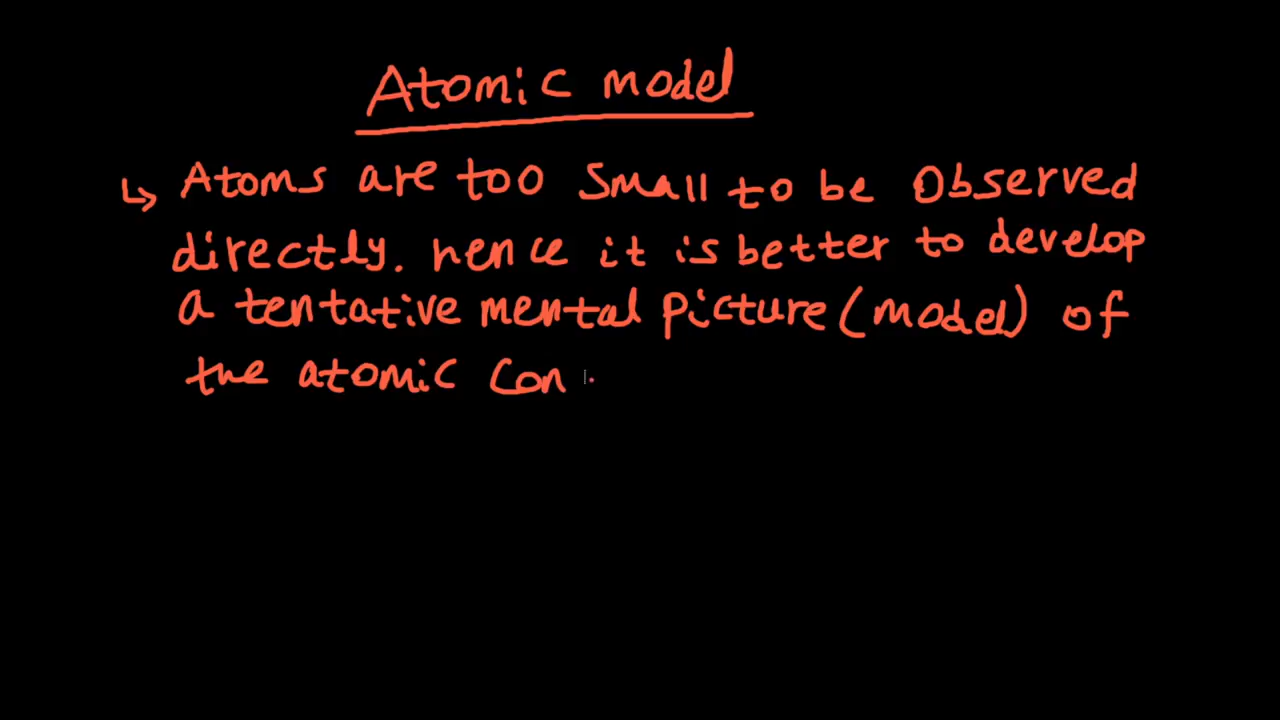 Atomic model
↳ Atoms are too small to be Observed
directly. hence it is better to develop
a tentative mental picture (model) of
the atomic Con